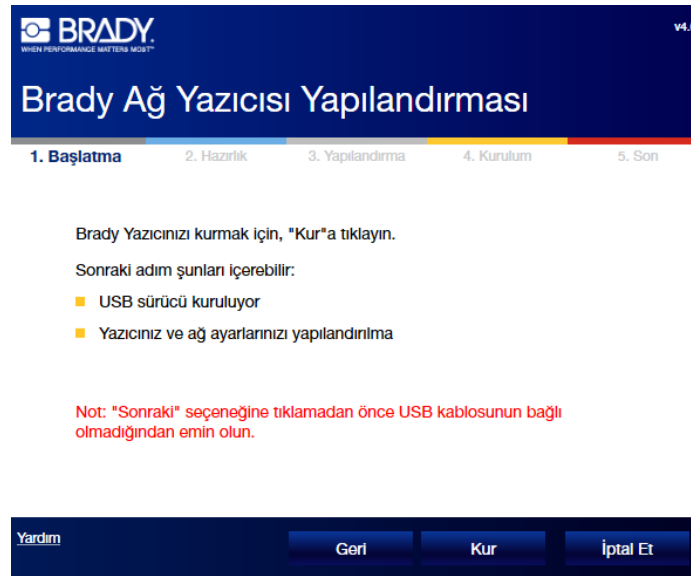 BRADY.
WHEN PERFORMANCE MATTERS MOST™
Brady Ağ Yazıcısı Yapılandırması
1. Başlatma
2. Hazırlık
3. Yapılandırma
4. Kurulum
5. Son
Brady Yazıcınızı kurmak için, "Kur"a tıklayın.
Sonraki adım şunları içerebilir:
USB sürücü kuruluyor
Yazıcınız ve ağ ayarlarınızı yapılandırılma
Not: "Sonraki" seçeneğine tıklamadan önce USB kablosunun bağlı
olmadığından emin olun.
Yardım
Geri
Kur
İptal Et